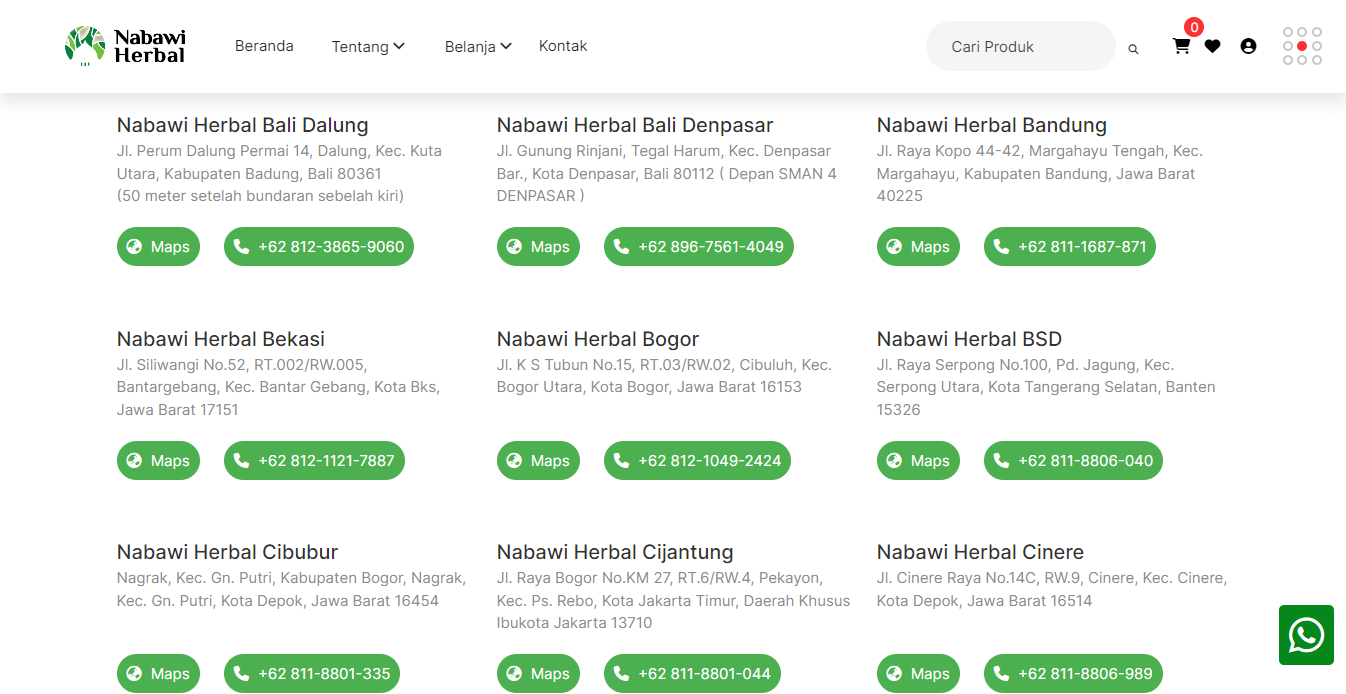 Nabawi
Herbal
Beranda
Tentang
Belanja
Kontak
Cari Produk
0
Nabawi Herbal Bali Dalung
Jl. Perum Dalung Permai 14, Dalung, Kec. Kuta
Utara, Kabupaten Badung, Bali 80361
(50 meter setelah bundaran sebelah kiri)
Maps
+62 812-3865-9060
Nabawi Herbal Bali Denpasar
Jl. Gunung Rinjani, Tegal Harum, Kec. Denpasar
Bar., Kota Denpasar, Bali 80112 ( Depan SMAN 4
DENPASAR )
Maps
+62 896-7561-4049
Nabawi Herbal Bandung
Jl. Raya Kopo 44-42, Margahayu Tengah, Kec.
Margahayu, Kabupaten Bandung, Jawa Barat
40225
Maps
+62 811-1687-871
Nabawi Herbal Bekasi
Jl. Siliwangi No.52, RT.002/RW.005,
Bantargebang, Kec. Bantar Gebang, Kota Bks,
Jawa Barat 17151
Maps
+62 812-1121-7887
Nabawi Herbal Bogor
Jl. K S Tubun No.15, RT.03/RW.02, Cibuluh, Kec.
Bogor Utara, Kota Bogor, Jawa Barat 16153
Maps
+62 812-1049-2424
Nabawi Herbal BSD
Jl. Raya Serpong No.100, Pd. Jagung, Kec.
Serpong Utara, Kota Tangerang Selatan, Banten
15326
Maps
+62 811-8806-040
Nabawi Herbal Cibubur
Nagrak, Kec. Gn. Putri, Kabupaten Bogor, Nagrak,
Kec. Gn. Putri, Kota Depok, Jawa Barat 16454
Maps
+62 811-8801-335
Nabawi Herbal Cijantung
Jl. Raya Bogor No.KM 27, RT.6/RW.4, Pekayon,
Kec. Ps. Rebo, Kota Jakarta Timur, Daerah Khusus
Ibukota Jakarta 13710
Maps
+62 811-8801-044
Nabawi Herbal Cinere
Jl. Cinere Raya No.14C, RW.9, Cinere, Kec. Cinere,
Kota Depok, Jawa Barat 16514
Maps
+62 811-8806-989